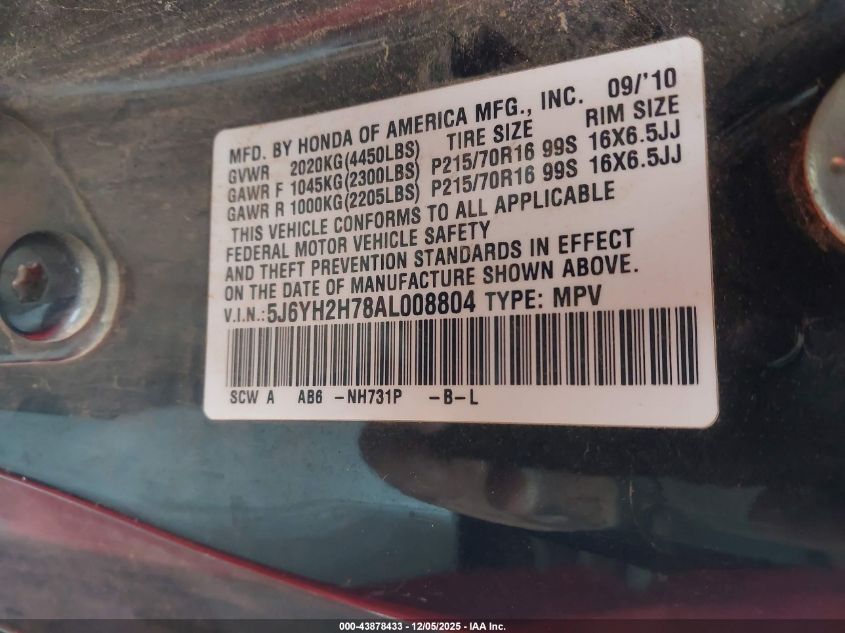 MFD. BY HONDA OF AMERICA MFG., INC. 09/'10
GVWR 2020KG(4450LBS) TIRE SIZE RIM SIZE
GAWR F 1045KG(2300LBS) P215/70R16 99S 16X6.5JJ
GAWR R 1000KG(2205LBS) P215/70R16 99S 16X6.5JJ
THIS VEHICLE CONFORMS TO ALL APPLICABLE
FEDERAL MOTOR VEHICLE SAFETY
AND THEFT PREVENTION STANDARDS IN EFFECT
ON THE DATE OF MANUFACTURE SHOWN ABOVE.
V.I.N.:5J6YH2H78AL008804 TYPE: MPV
SCW A AB6 -NH731P -B-L
000-43878433 - 12/05/2025 - IAA Inc.